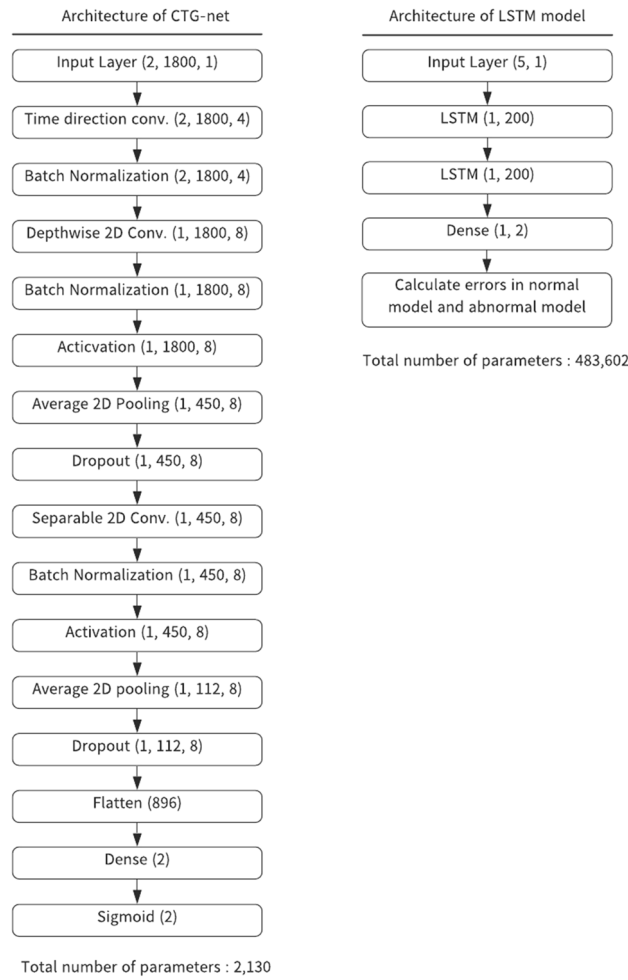 Architecture of CTG-net
Input Layer (2, 1800, 1)
Time direction conv. (2, 1800, 4)
Batch Normalization (2, 1800, 4)
Depthwise 2D Conv. (1, 1800, 8)
Batch Normalization (1, 1800, 8)
Acticvation (1, 1800, 8)
Average 2D Pooling (1, 450, 8)
Dropout (1, 450, 8)
Separable 2D Conv. (1, 450, 8)
Batch Normalization (1, 450, 8)
Activation (1, 450, 8)
Average 2D pooling (1, 112, 8)
Dropout (1, 112, 8)
Flatten (896)
Dense (2)
Sigmoid (2)
Total number of parameters : 2,130
Architecture of LSTM model
Input Layer (5, 1)
LSTM (1, 200)
LSTM (1, 200)
Dense (1, 2)
Calculate errors in normal
model and abnormal model
Total number of parameters : 483,602